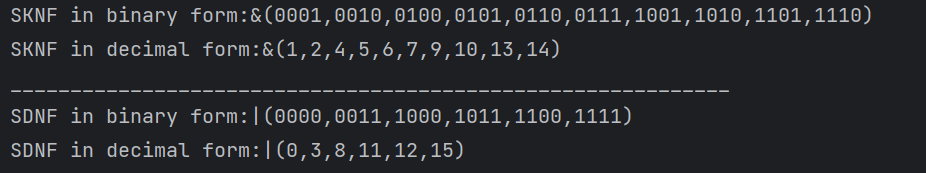 SKNF in binary form:&(0001,0010,0100,0101,0110,0111,1001,1010,1101,1110)
SKNF in decimal form:&(1,2,4,5,6,7,9,10,13,14)
____________________________________________________________
SDNF in binary form:|(0000,0011,1000,1011,1100,1111)
SDNF in decimal form:|(0,3,8,11,12,15)